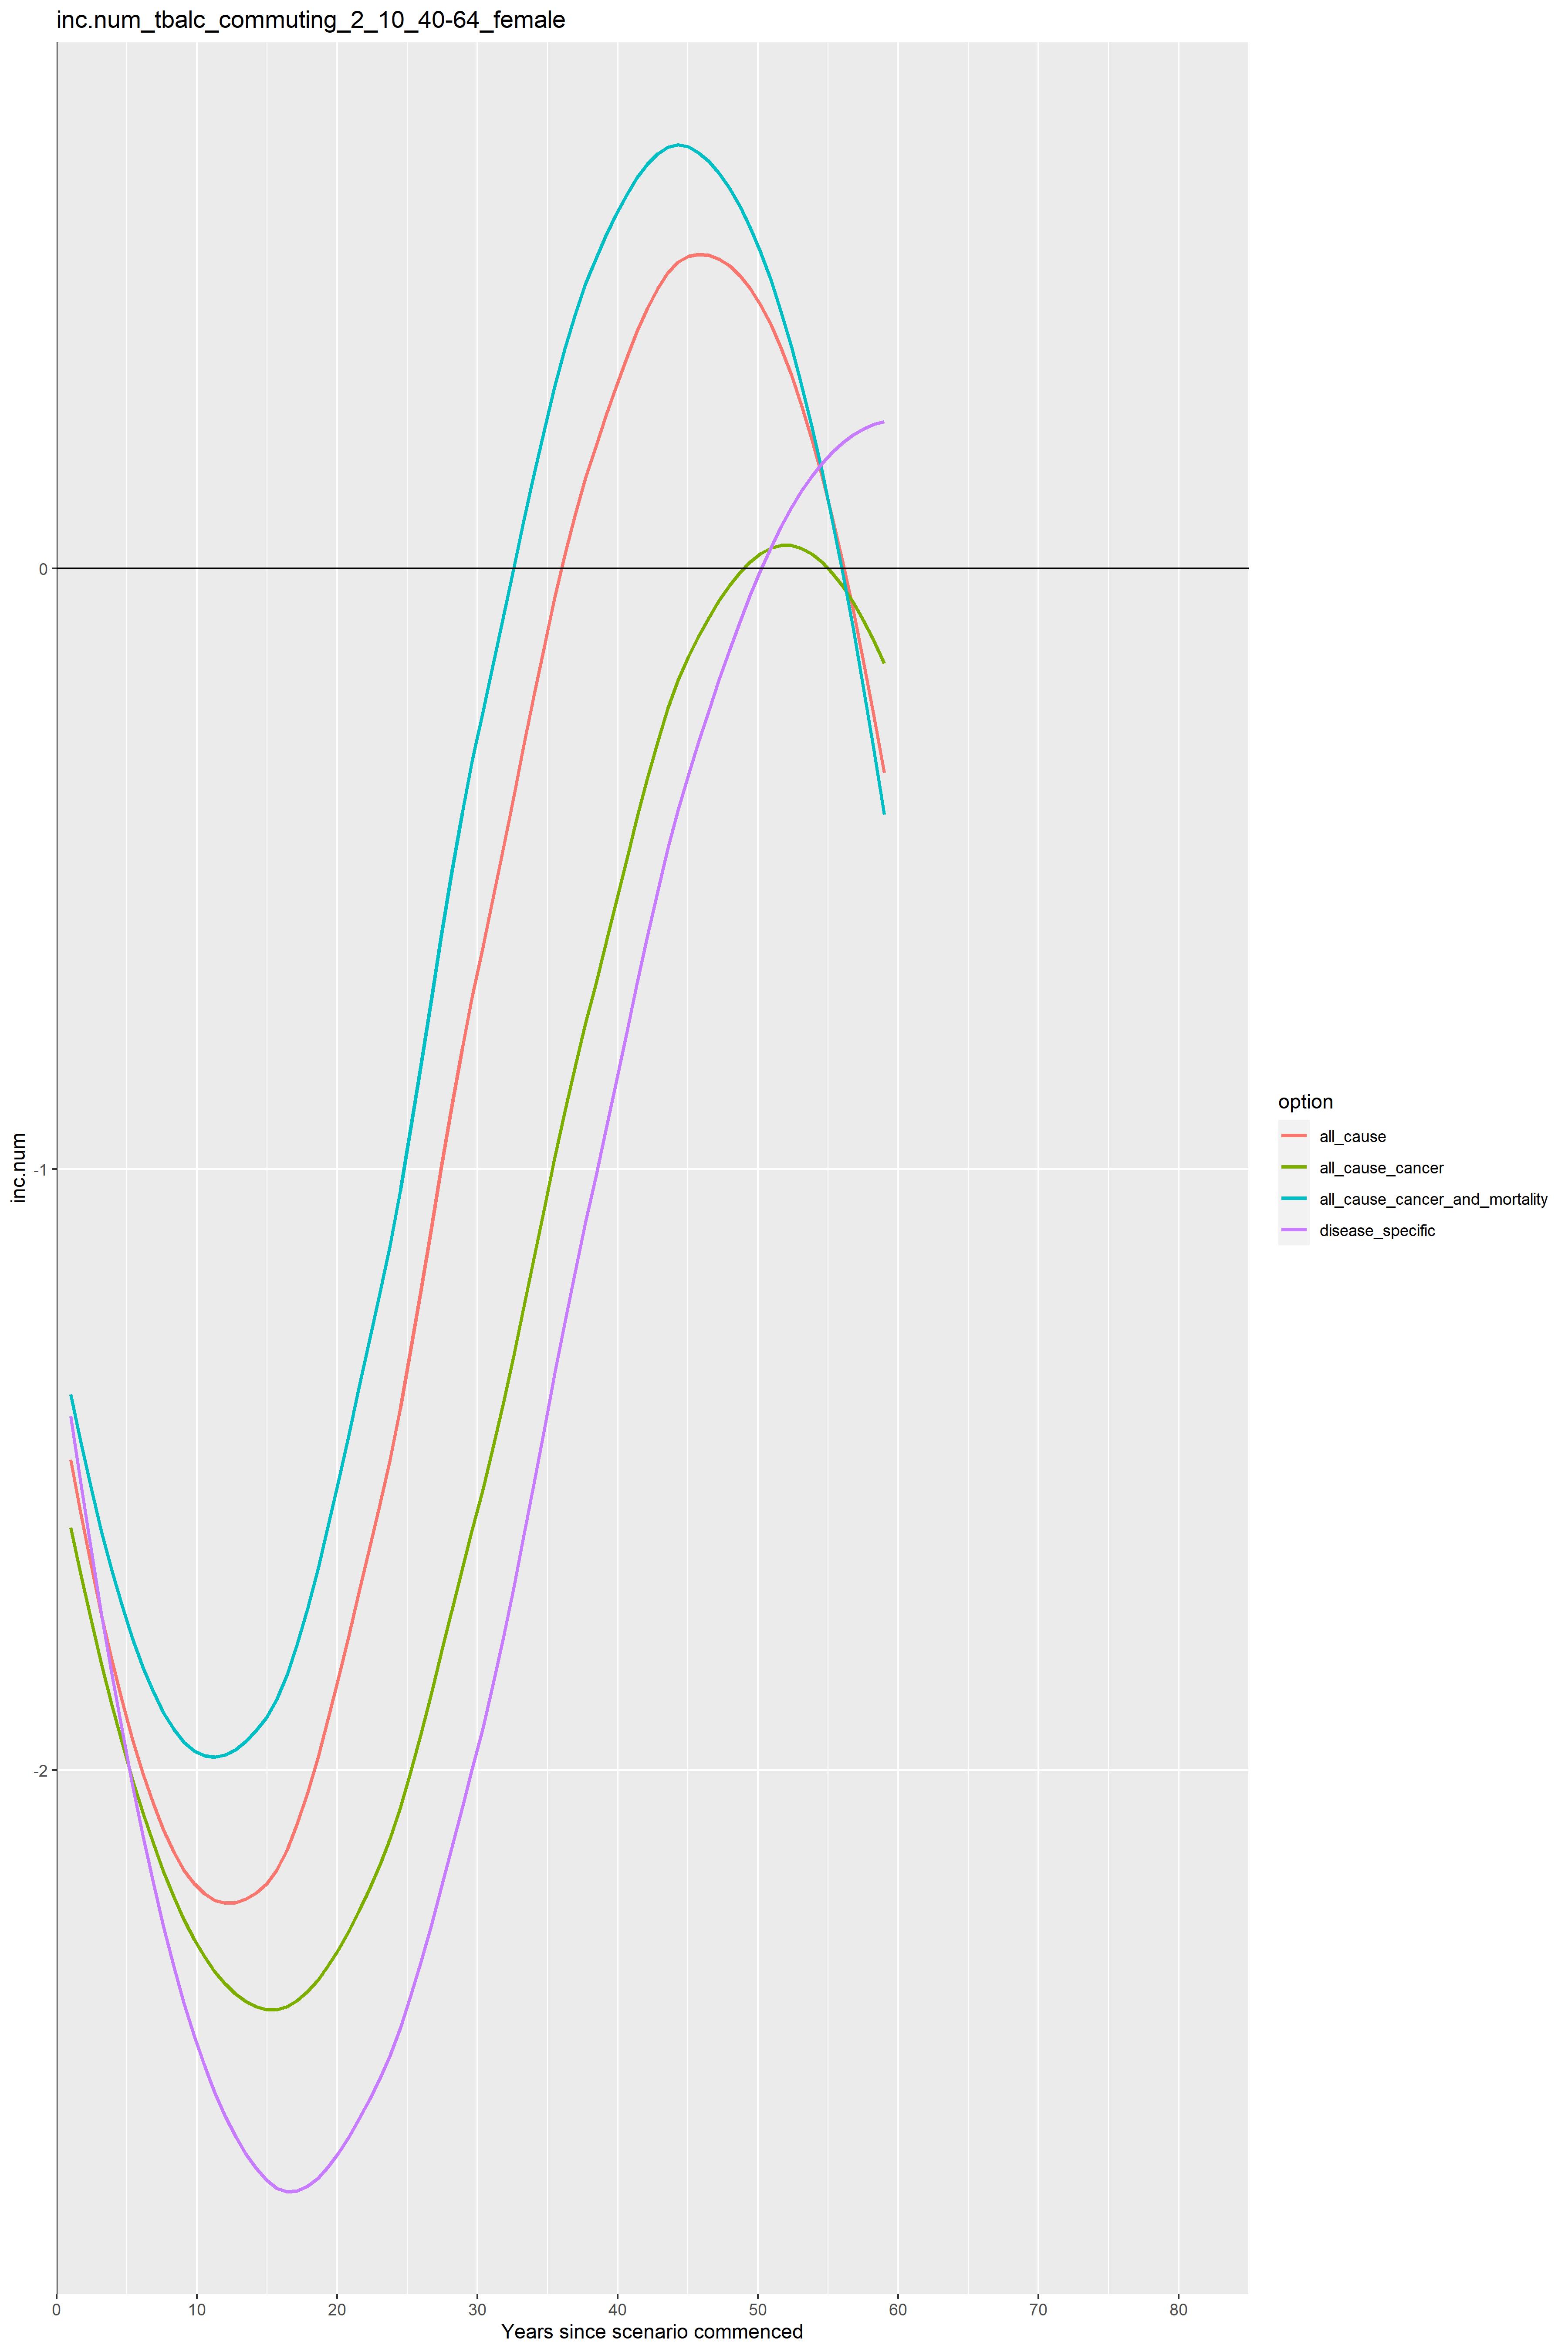 inc.num_tbalc_commuting_2_10_40-64_female
inc.num
0
-1
-2
0 10 20 30 40 50 60 70 80
Years since scenario commenced
option
all_cause
all_cause_cancer
all_cause_cancer_and_mortality
disease_specific